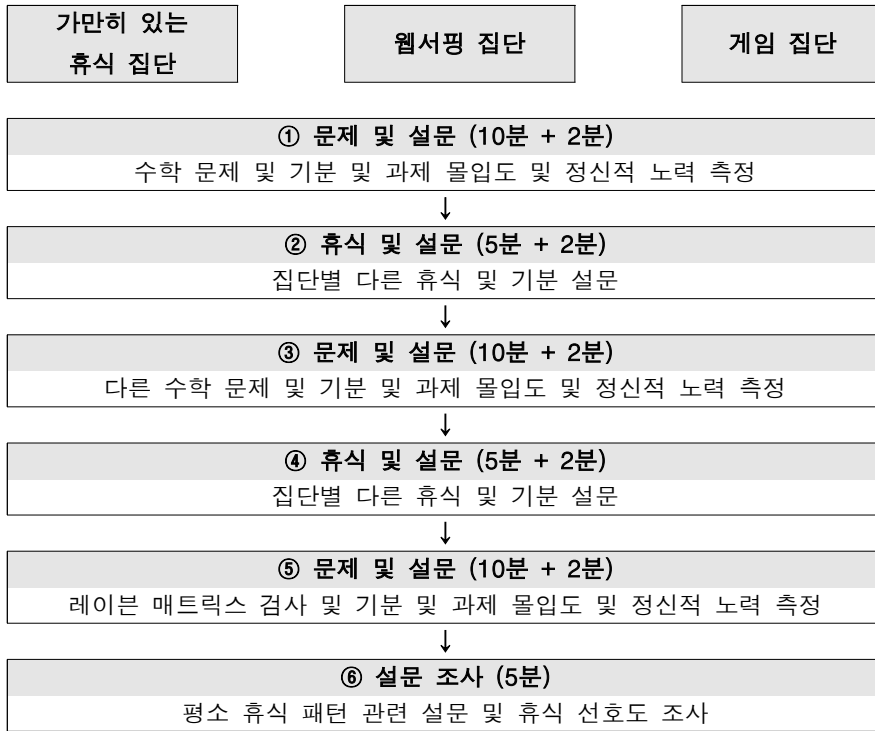 가만히 있는
휴식 집단
웹서핑 집단
게임 집단
① 문제 및 설문 (10분 + 2분)
수학 문제 및 기분 및 과제 몰입도 및 정신적 노력 측정
↓
② 휴식 및 설문 (5분 + 2분)
집단별 다른 휴식 및 기분 설문
↓
③ 문제 및 설문 (10분 + 2분)
다른 수학 문제 및 기분 및 과제 몰입도 및 정신적 노력 측정
↓
④ 휴식 및 설문 (5분 + 2분)
집단별 다른 휴식 및 기분 설문
↓
⑤ 문제 및 설문 (10분 + 2분)
레이븐 매트릭스 검사 및 기분 및 과제 몰입도 및 정신적 노력 측정
↓
⑥ 설문 조사 (5분)
평소 휴식 패턴 관련 설문 및 휴식 선호도 조사